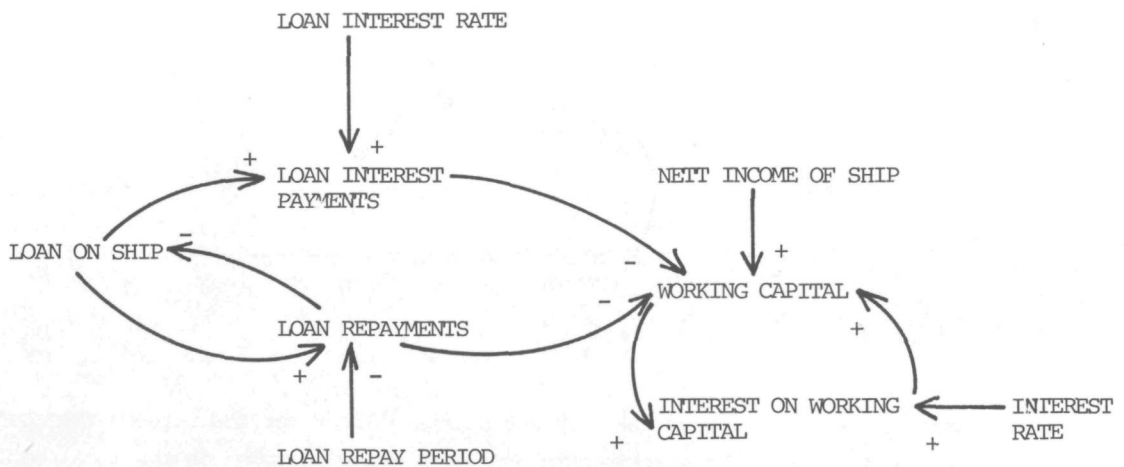 LOAN INTEREST RATE
+
+
LOAN INTEREST
PAYMENTS
NETT INCOME OF SHIP
LOAN ON SHIP
-
+
-
WORKING CAPITAL
-
LOAN REPAYMENTS
+
+
-
INTEREST ON WORKING
CAPITAL
INTEREST
RATE
+
+
LOAN REPAY PERIOD